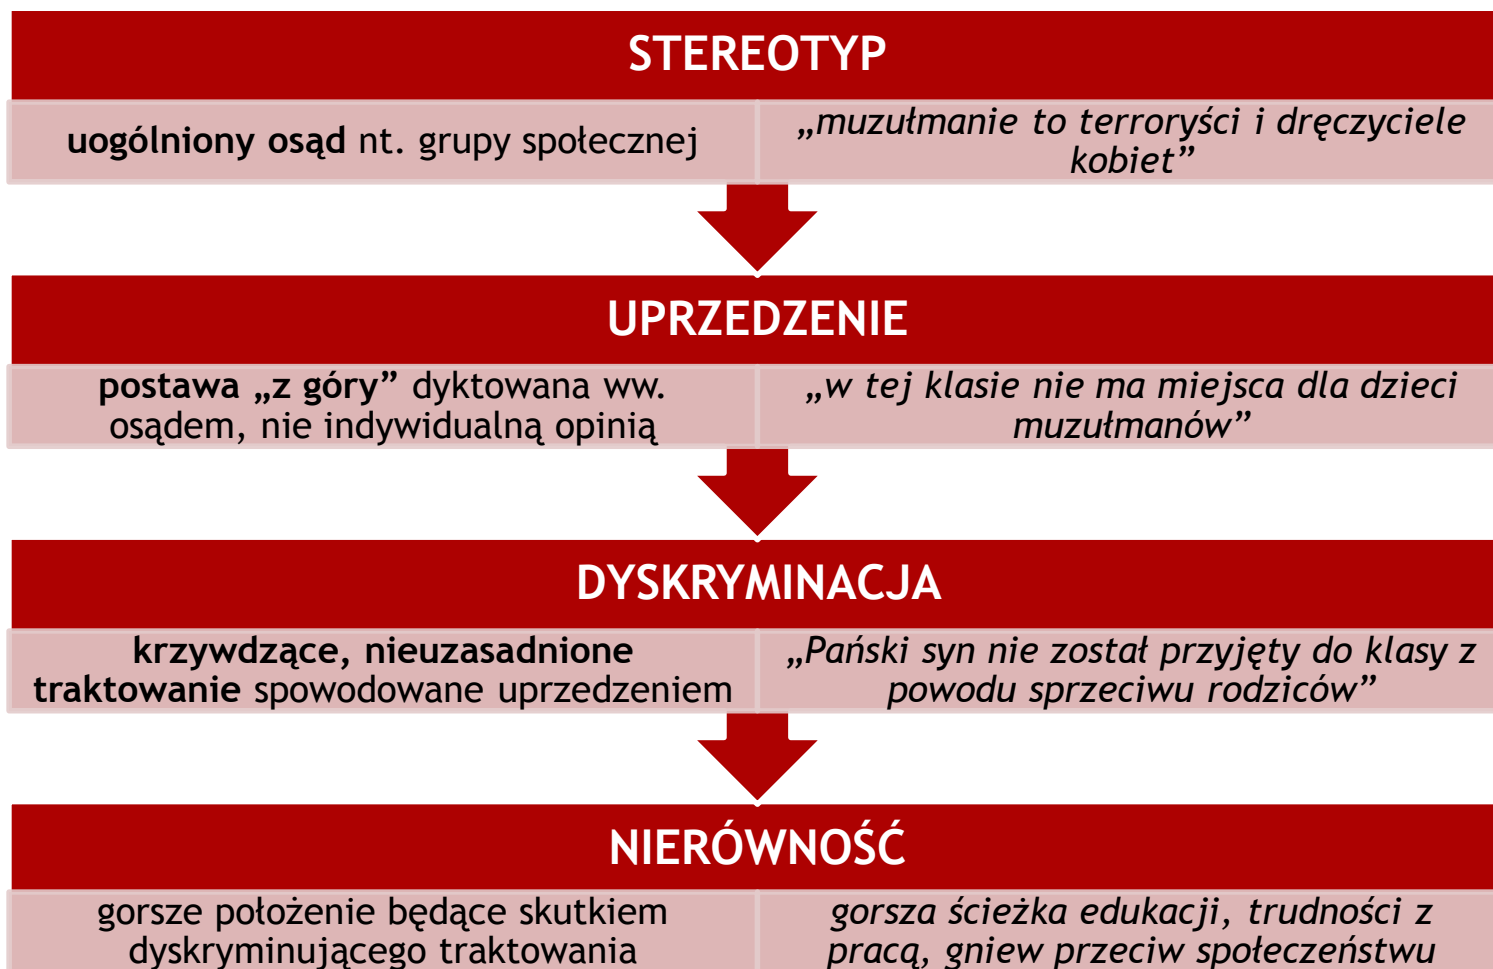 STEREOTYP
uogólniony osąd nt. grupy społecznej
„muzułmanie to terroryści i dręczyciele
kobiet”
UPRZEDZENIE
postawa „z góry” dyktowana ww.
osądem, nie indywidualną opinią
„w tej klasie nie ma miejsca dla dzieci
muzułmanów”
DYSKRYMINACJA
krzywdzące, nieuzasadnione
traktowanie spowodowane uprzedzeniem
„Pański syn nie został przyjęty do klasy z
powodu sprzeciwu rodziców”
NIERÓWNOŚĆ
gorsze położenie będące skutkiem
dyskryminującego traktowania
gorsza ścieżka edukacji, trudności z
pracą, gniew przeciw społeczeństwu